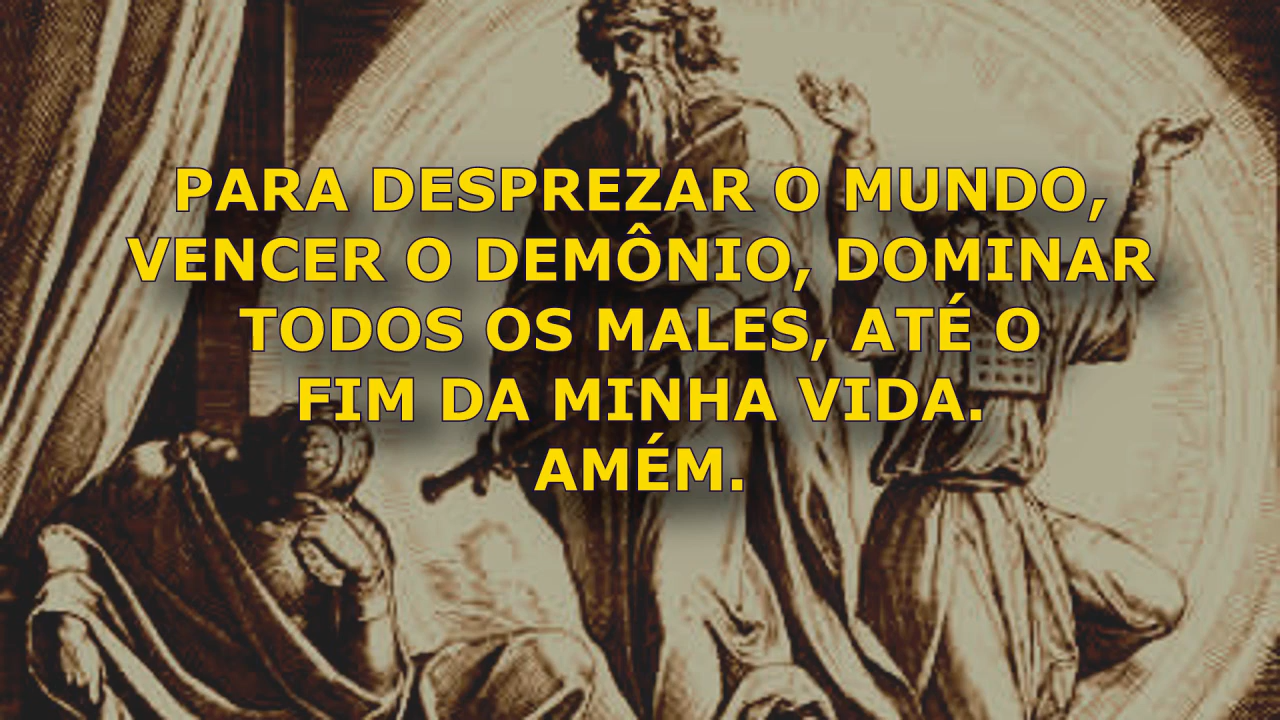 PARA DESPREZAR O MUNDO,
VENCER O DEMÔNIO, DOMINAR
TODOS OS MALES, ATÉ O
FIM DA MINHA VIDA.
AMÉM.